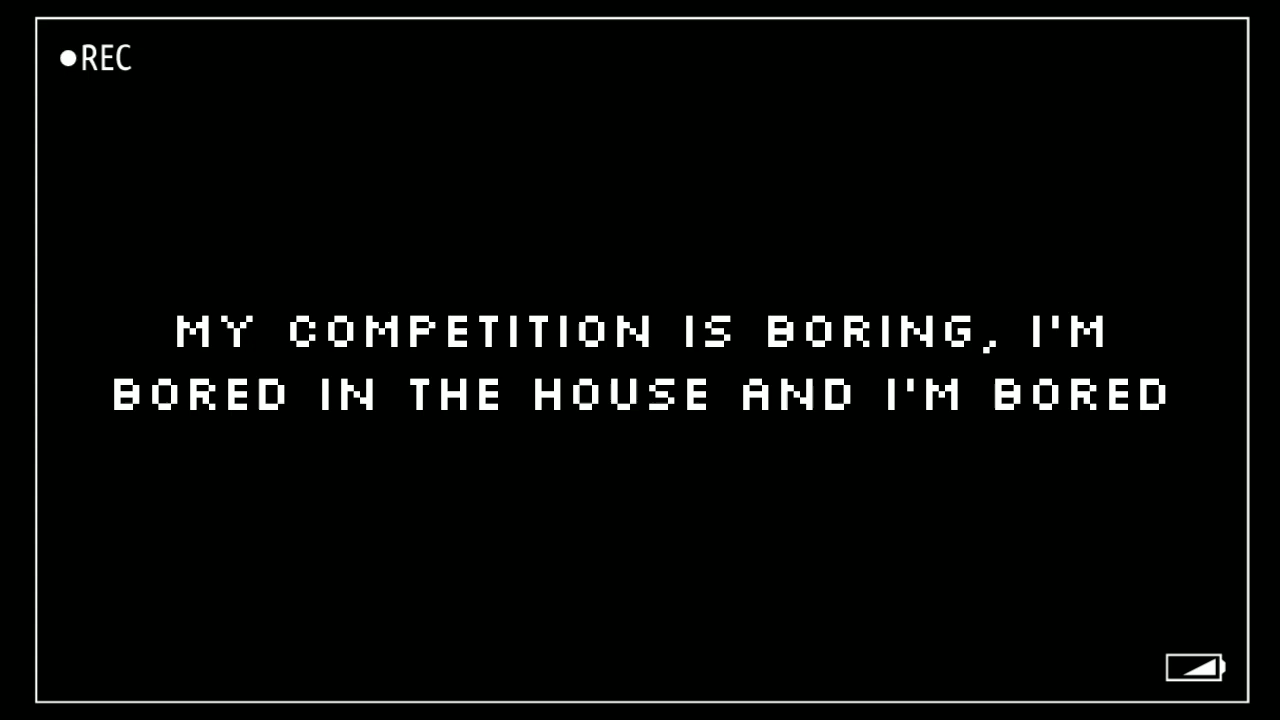 ●REC
MY COMPETITION IS BORING, I'M
BORED IN THE HOUSE AND I'M BORED